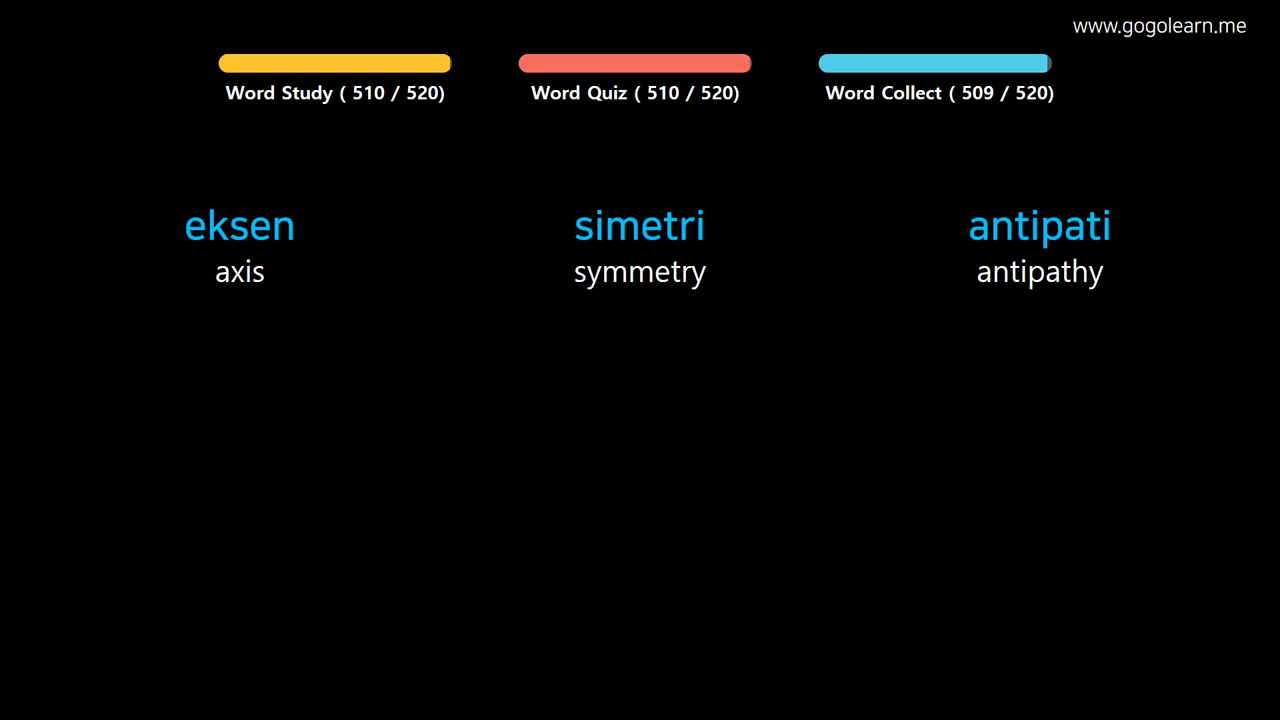 www.gogolearn.me
Word Study ( 510 / 520)
Word Quiz ( 510 / 520)
Word Collect ( 509 / 520)
eksen
simetri
antipati
axis
symmetry
antipathy